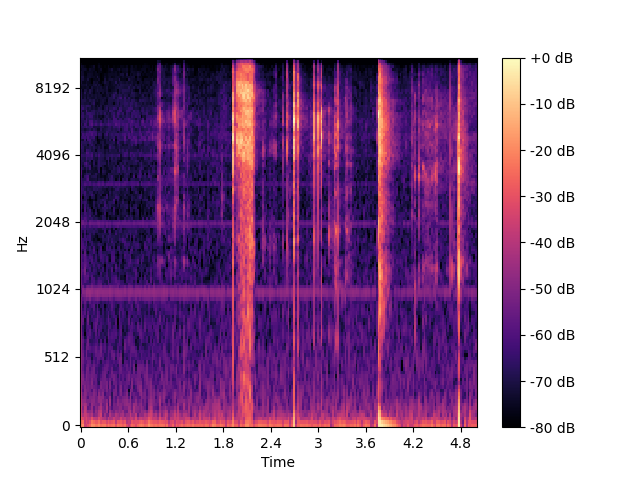 8192
4096
2048
1024
512
0
Hz
0 0.6 1.2 1.8 2.4 3 3.6 4.2 4.8
Time
+0 dB
-10 dB
-20 dB
-30 dB
-40 dB
-50 dB
-60 dB
-70 dB
-80 dB